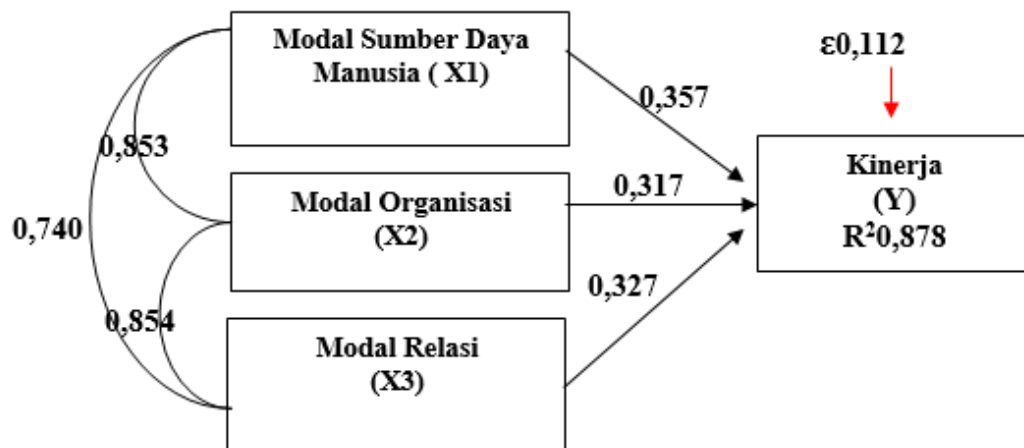 Modal Sumber Daya
Manusia ( X1)
ε0,112
0,357
0,853
Kinerja
(Y)
R²0,878
0,317
Modal Organisasi
(X2)
0,740
0,327
0,854
Modal Relasi
(X3)